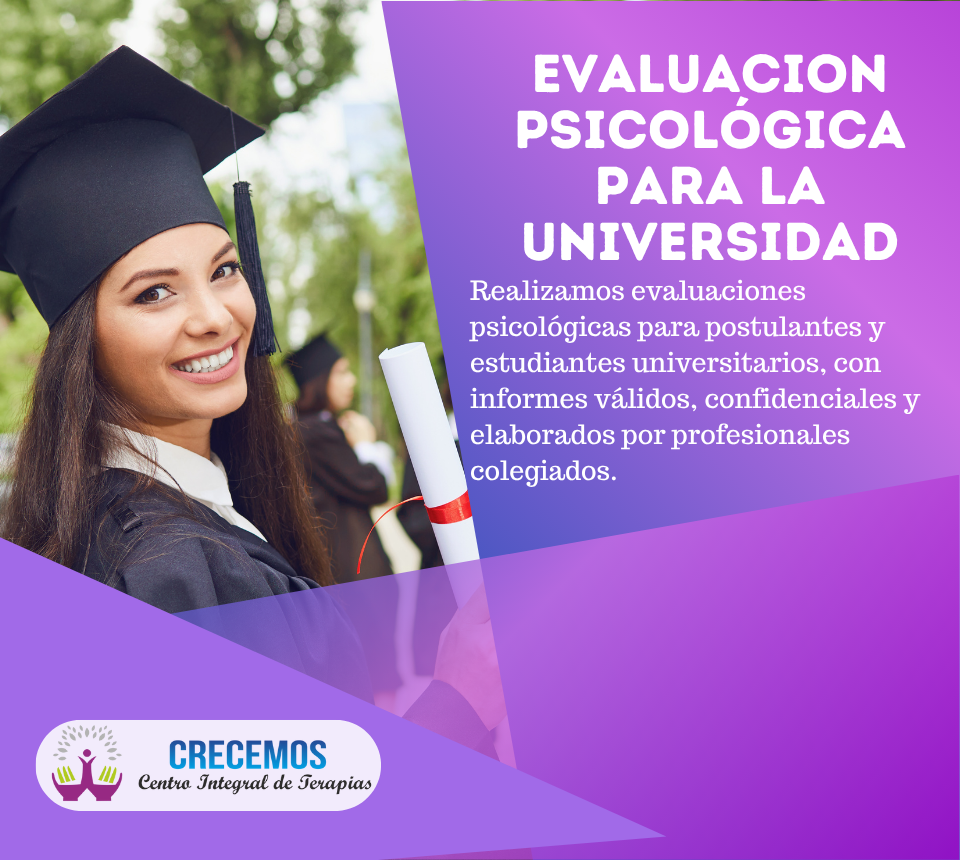 EVALUACION
PSICOLÓGICA
PARA LA
UNIVERSIDAD
Realizamos evaluaciones
psicológicas para postulantes y
estudiantes universitarios, con
informes válidos, confidenciales y
elaborados por profesionales
colegiados.
CRECEMOS
Centro Integral de Terapias